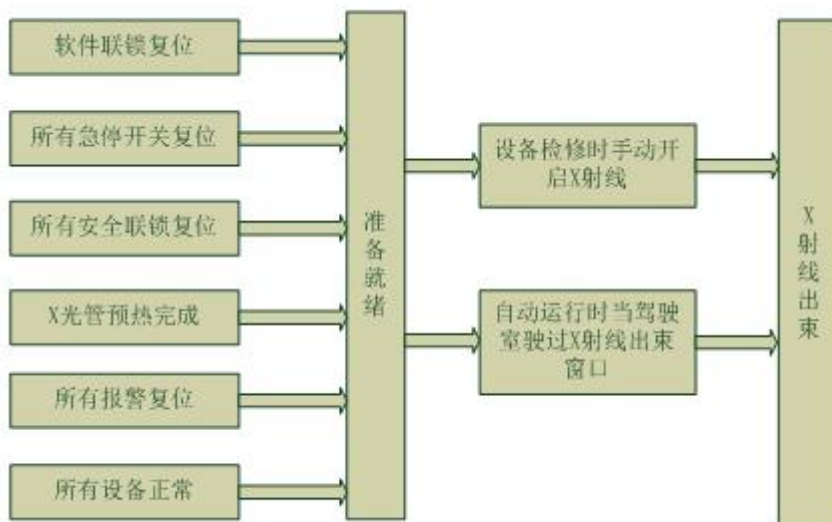 软件联锁复位
所有急停开关复位
所有安全联锁复位
X光管预热完成
所有报警复位
所有设备正常
准备就绪
设备检修时手动开
启X射线
自动运行时当驾驶
室驶过X射线出束
窗口
X射线出束